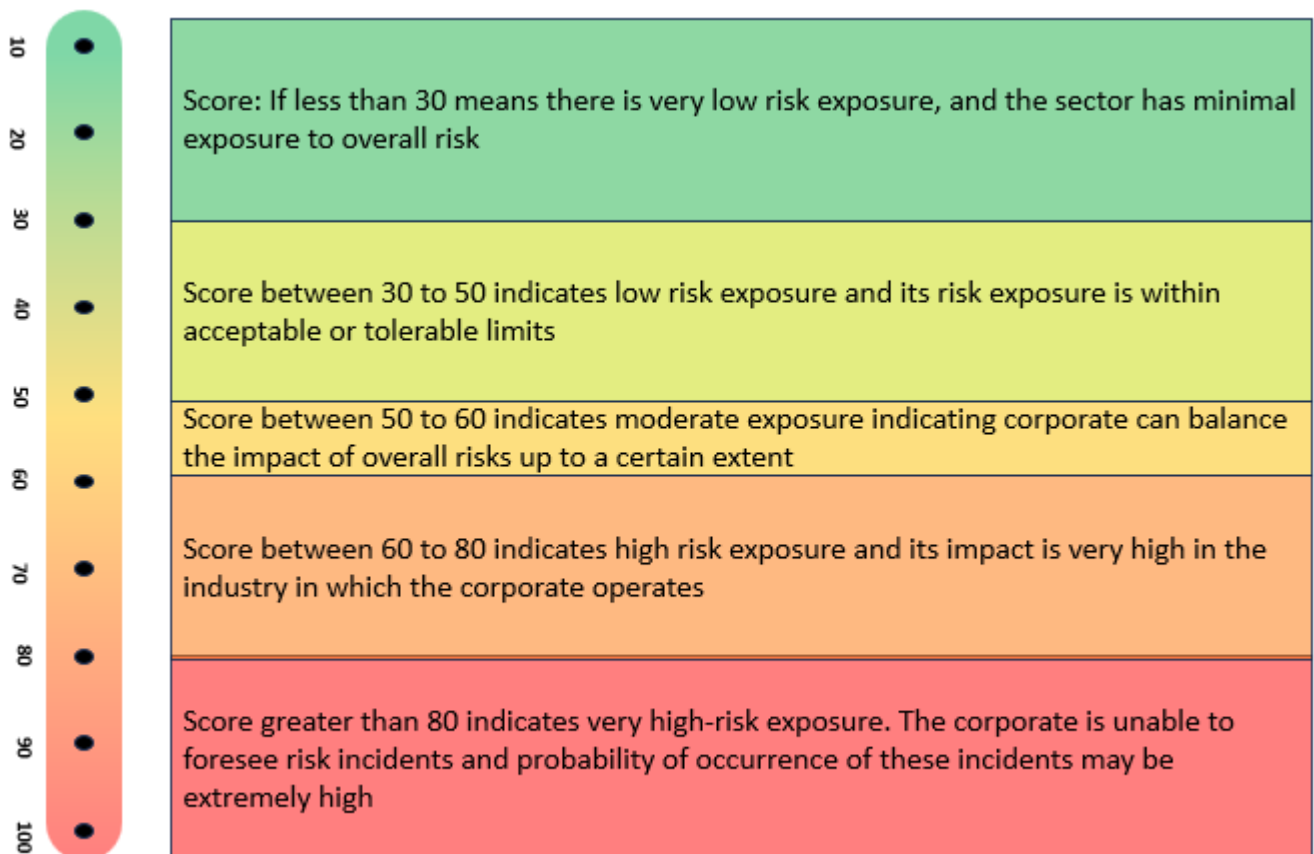 10
20
30
40
50
60
70
80
90
100
Score: If less than 30 means there is very low risk exposure, and the sector has minimal
exposure to overall risk
Score between 30 to 50 indicates low risk exposure and its risk exposure is within
acceptable or tolerable limits
Score between 50 to 60 indicates moderate exposure indicating corporate can balance
the impact of overall risks up to a certain extent
Score between 60 to 80 indicates high risk exposure and its impact is very high in the
industry in which the corporate operates
Score greater than 80 indicates very high-risk exposure. The corporate is unable to
foresee risk incidents and probability of occurrence of these incidents may be
extremely high